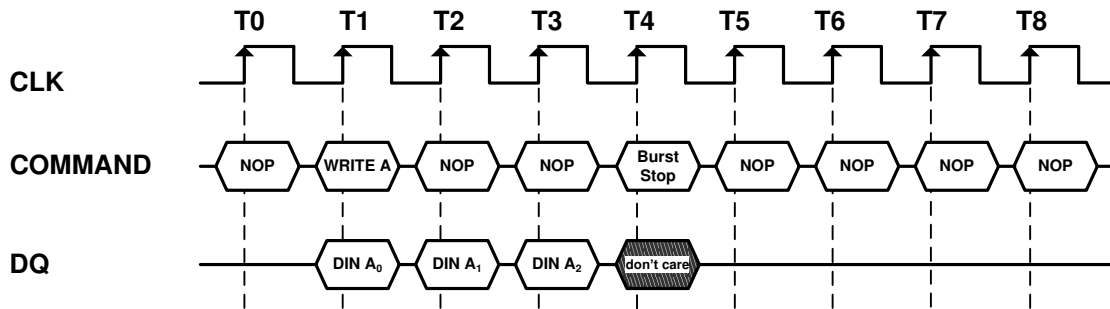 T0 T1 T2 T3 T4 T5 T6 T7 T8
CLK
COMMAND NOP WRITE A NOP NOP Burst Stop NOP NOP NOP NOP
DQ DIN A₀ DIN A₁ DIN A₂ don't care